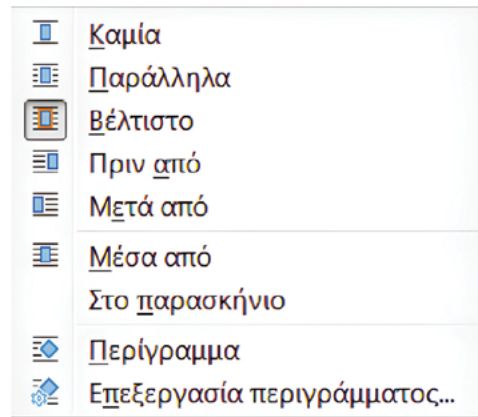 Καμία
Παράλληλα
Βέλτιστο
Πριν από
Μετά από
Μέσα από
Στο παρασκήνιο
Περίγραμμα
Επεξεργασία περιγράμματος...